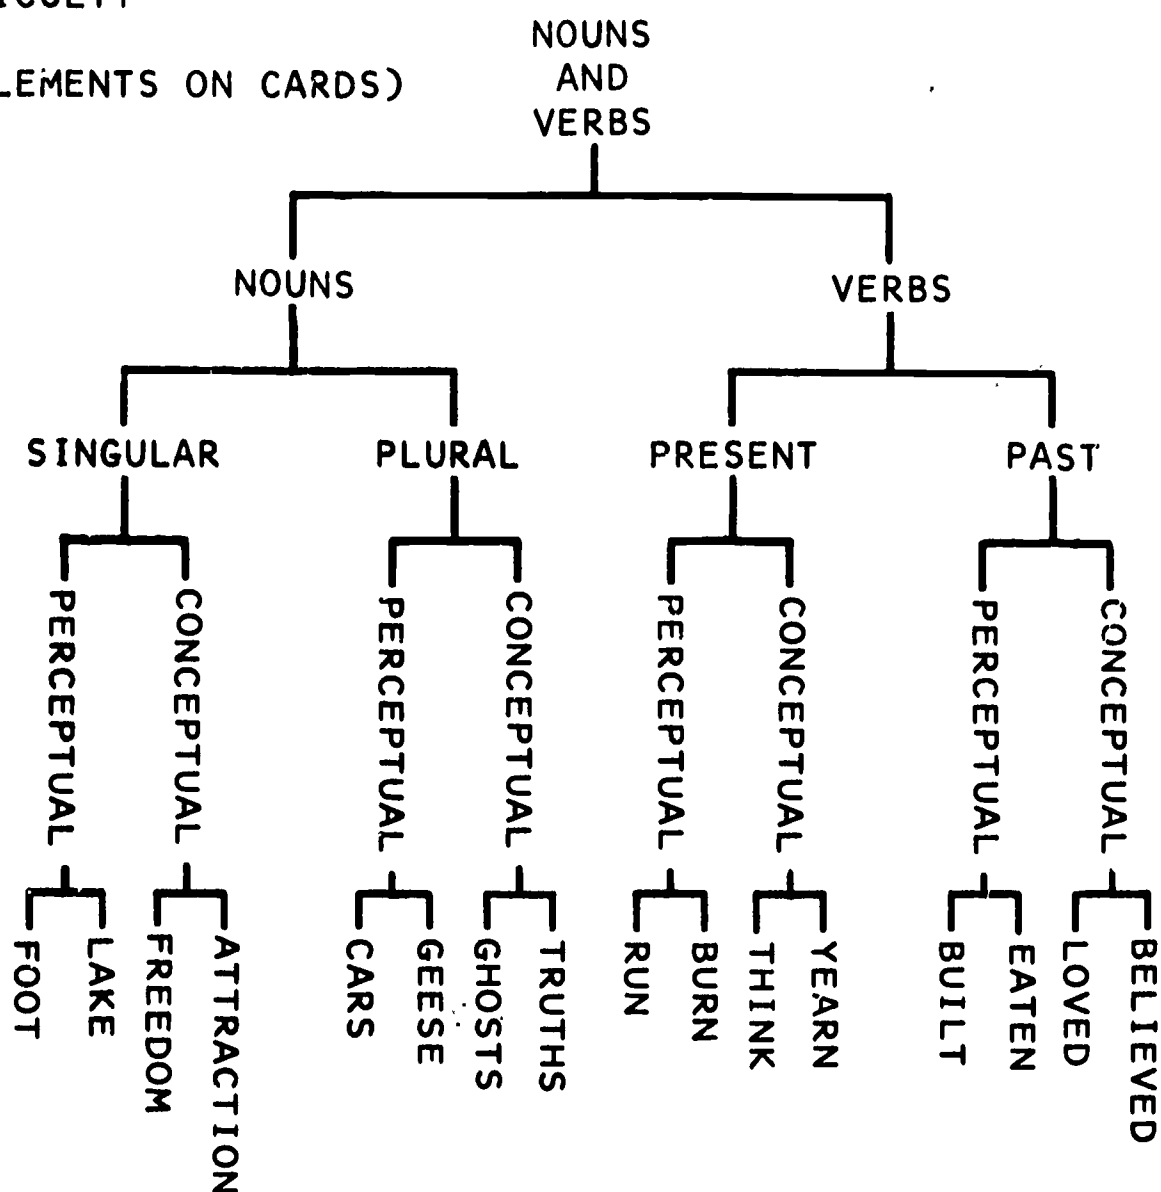 LEMENTS ON CARDS)
NOUNS
AND
VERBS
NOUNS
VERBS
SINGULAR
PLURAL
PRESENT
PAST
PERCEPTUAL
CONCEPTUAL
PERCEPTUAL
CONCEPTUAL
PERCEPTUAL
CONCEPTUAL
PERCEPTUAL
CONCEPTUAL
FOOT
LAKE
FREEDOM
ATTRACTION
CARS
GEESE
GHOSTS
TRUTHS
RUN
BURN
THINK
YEARN
BUILT
EATEN
LOVED
BELIEVED